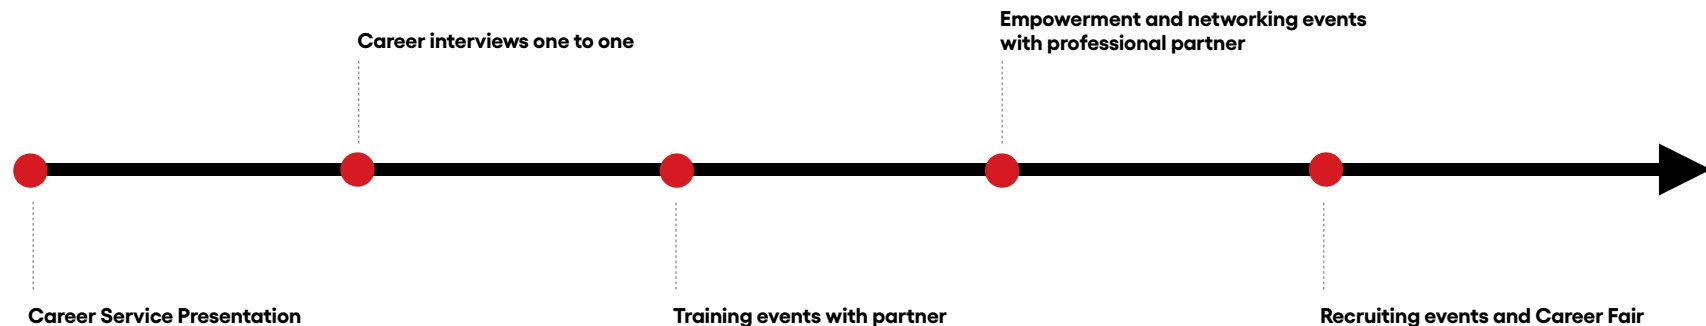 Empowerment and networking events
with professional partner
Career interviews one to one
Career Service Presentation
Training events with partner
Recruiting events and Career Fair